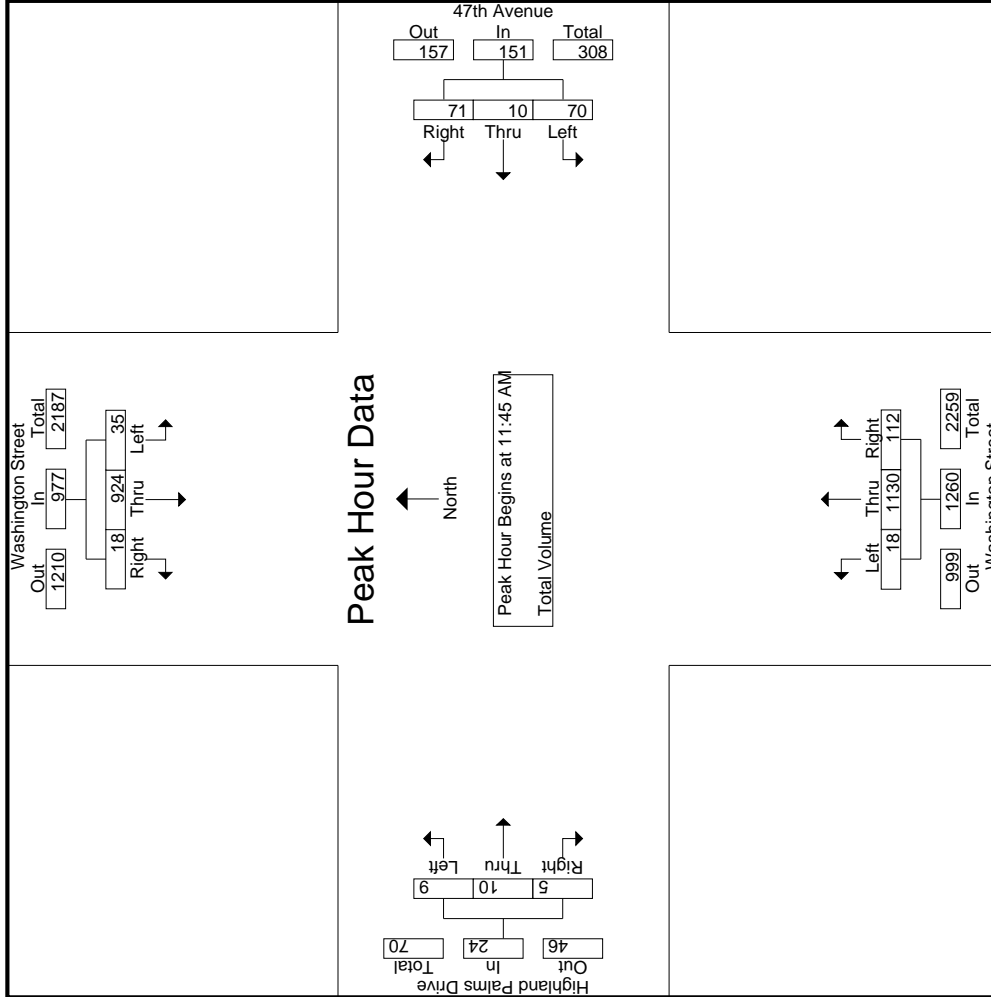 47th Avenue
Out In Total
157 151 308
71 10 70
Right Thru Left
Washington Street
Out In Total
1210 977 2187
18 924 35
Right Thru Left
Peak Hour Data
North
Peak Hour Begins at 11:45 AM
Total Volume
Left Thru Right
18 1130 112
999 1260 2259
Out In Total
Washington Street
Right Thru Left
5 10 9
46 24 70
Out In Total
Highland Palms Drive